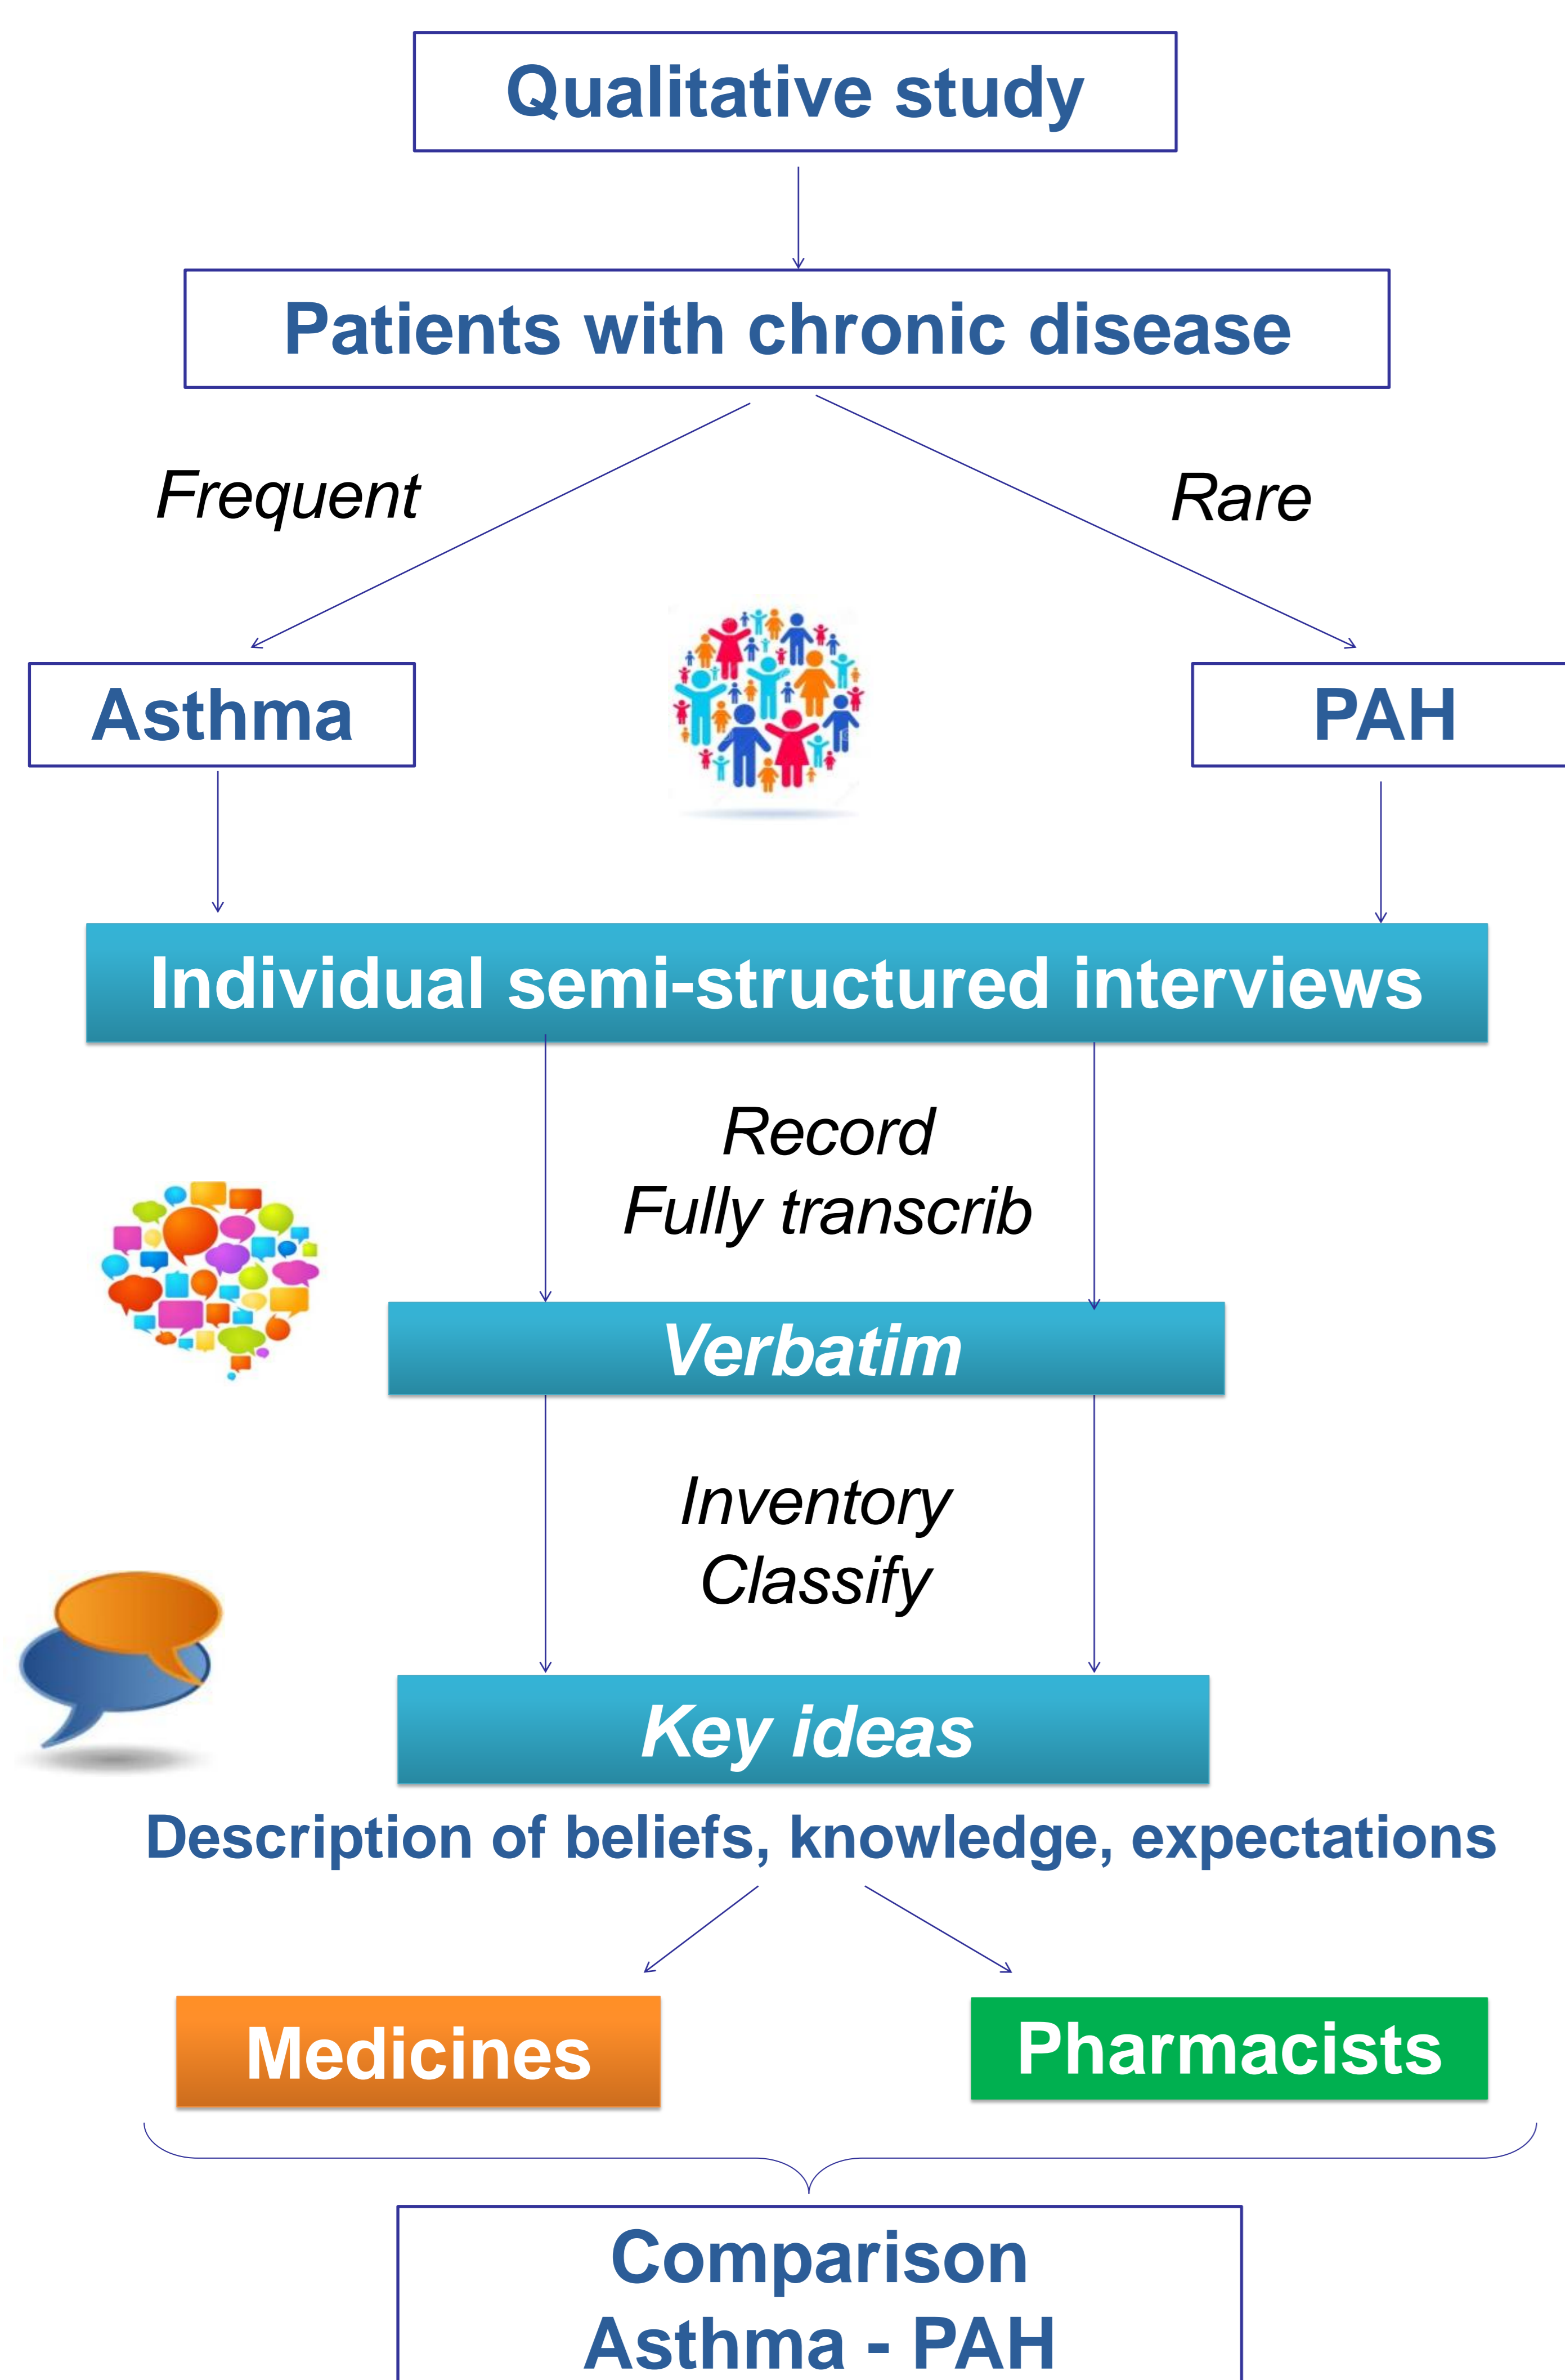 Qualitative study
Patients with chronic disease
Frequent
Rare
Asthma
PAH
Individual semi-structured interviews
Record
Fully transcrib
Verbatim
Inventory
Classify
Key ideas
Description of beliefs, knowledge, expectations
Medicines
Pharmacists
Comparison
Asthma - PAH